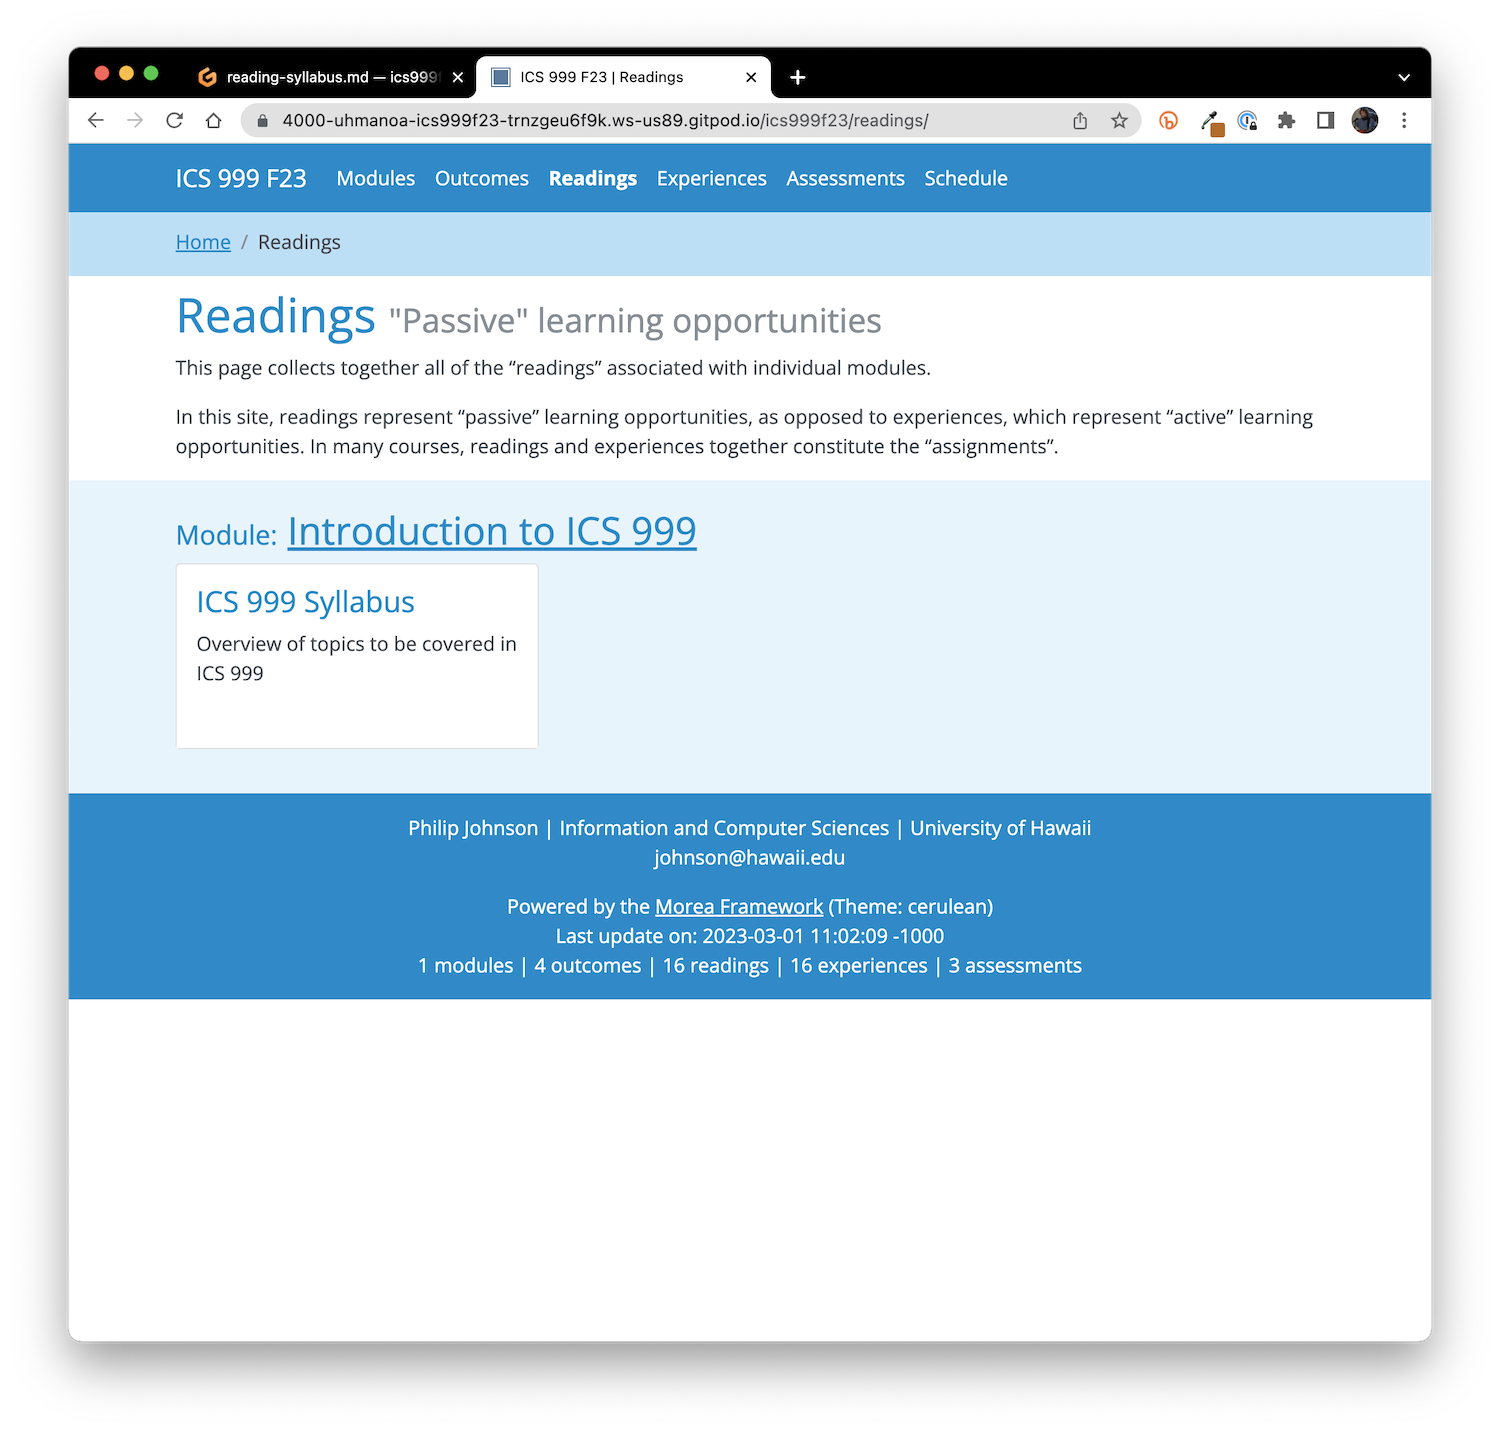 reading-syllabus.md — ics999f
ICS 999 F23 | Readings
4000-uhmanoa-ics999f23-trnzgeu6f9k.ws-us89.gitpod.io/ics999f23/readings/
ICS 999 F23 Modules Outcomes Readings Experiences Assessments Schedule
Home / Readings
Readings "Passive" learning opportunities
This page collects together all of the “readings” associated with individual modules.
In this site, readings represent “passive” learning opportunities, as opposed to experiences, which represent “active” learning
opportunities. In many courses, readings and experiences together constitute the “assignments”.
Module: Introduction to ICS 999
ICS 999 Syllabus
Overview of topics to be covered in
ICS 999
Philip Johnson | Information and Computer Sciences | University of Hawaii
johnson@hawaii.edu
Powered by the Morea Framework (Theme: cerulean)
Last update on: 2023-03-01 11:02:09 -1000
1 modules | 4 outcomes | 16 readings | 16 experiences | 3 assessments